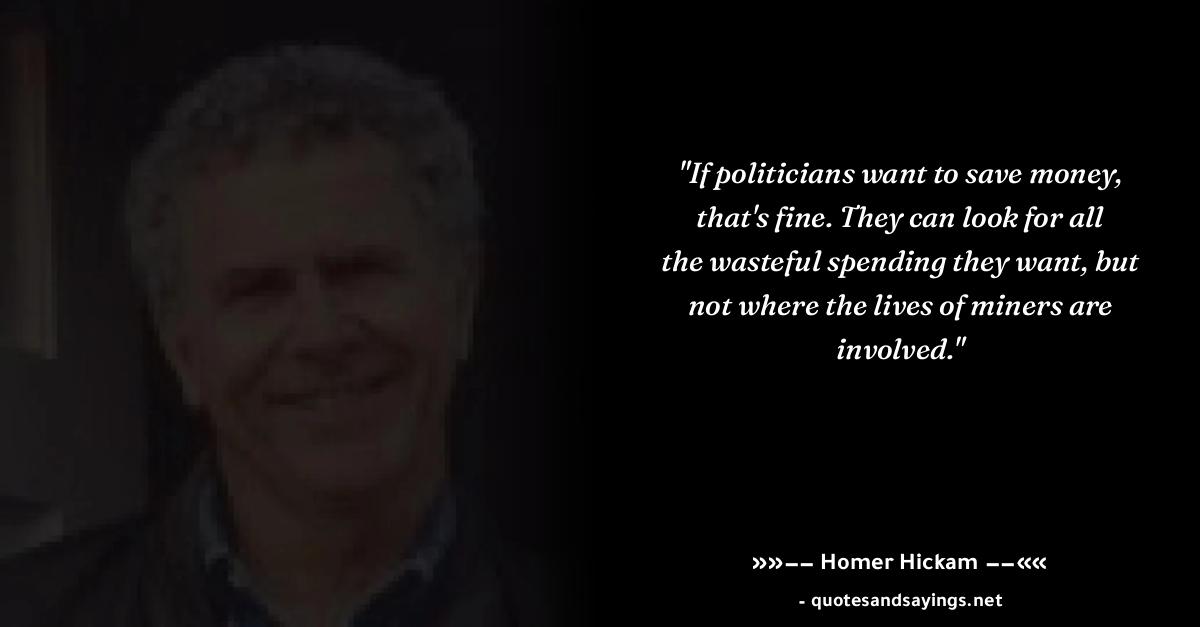 "If politicians want to save money,
that's fine. They can look for all
the wasteful spending they want, but
not where the lives of miners are
involved."
»»−− Homer Hickam −−««
- quotesandsayings.net